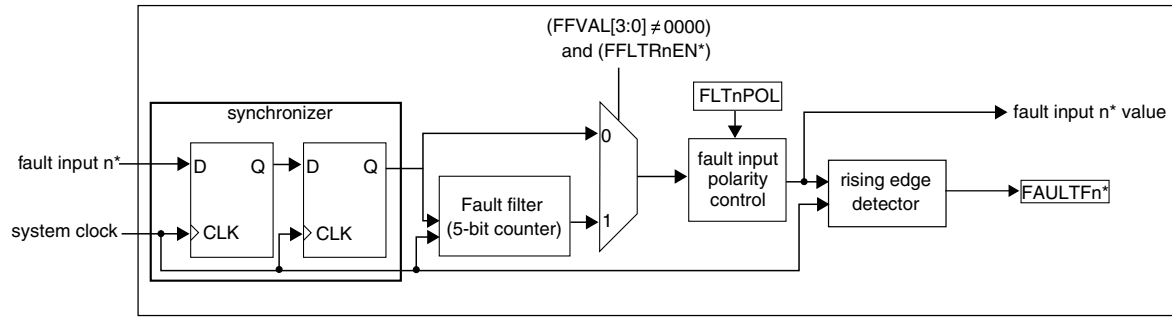 (FFVAL[3:0] ≠ 0000)
and (FFLTRnEN*)
FLTnPOL
synchronizer
fault input n* value
0
fault input n*
D
Q
D
Q
fault input
polarity
control
rising edge
detector
FAULTFn*
Fault filter
(5-bit counter)
1
system clock
CLK
CLK